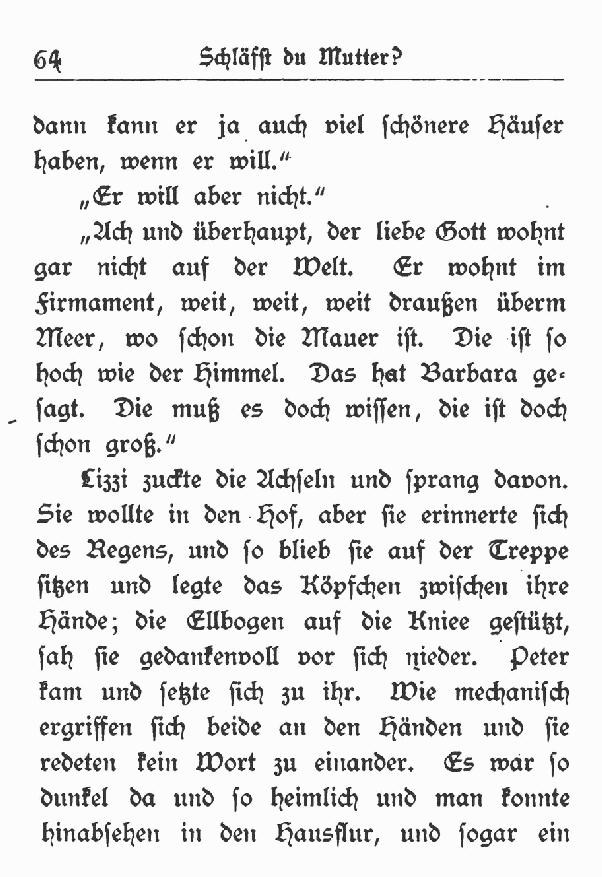 64 Schläfst du Mutter?
dann kann er ja auch viel schönere Häuser
haben, wenn er will."
„Er will aber nicht."
„Ach und überhaupt, der liebe Gott wohnt
gar nicht auf der Welt. Er wohnt im
Firmament, weit, weit, weit draußen überm
Meer, wo schon die Mauer ist. Die ist so
hoch wie der Himmel. Das hat Barbara ge-
sagt. Die muß es doch wissen, die ist doch
schon groß."
Lizzi zuckte die Achseln und sprang davon.
Sie wollte in den Hof, aber sie erinnerte sich
des Regens, und so blieb sie auf der Treppe
sitzen und legte das Köpfchen zwischen ihre
Hände; die Ellbogen auf die Kniee gestützt,
sah sie gedankenvoll vor sich nieder. Peter
kam und setzte sich zu ihr. Wie mechanisch
ergriffen sich beide an den Händen und sie
redeten kein Wort zu einander. Es war so
dunkel da und so heimlich und man konnte
hinabsehen in den Hausflur, und sogar ein